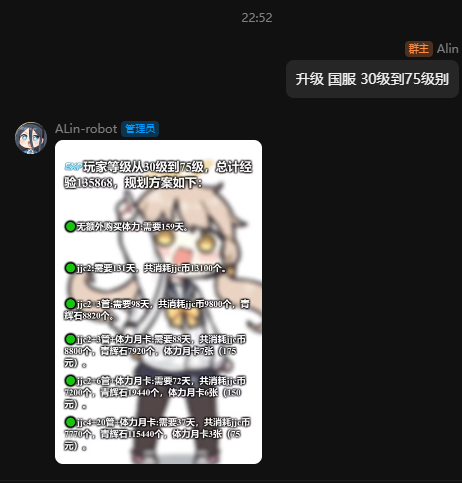 22:52
群主 Alin
升级 国服 30级到75级别
ALin-robot 管理员
EXP玩家等级从30级到75级，总计经
验135868，规划方案如下：
无额外购买体力:需要159天。
jjc2:需要131天，共消耗jjc币13100个。
jjc2+3管:需要98天，共消耗jjc币9800个，青
辉石8820个。
jjc2+3管+体力月卡:需要88天，共消耗jjc币
8800个，青辉石7920个，体力月卡7张（175
元）。
jjc2+6管+体力月卡:需要72天，共消耗jjc币
7200个，青辉石19440个，体力月卡6张（150
元）。
jjc4+20管+体力月卡:需要37天，共消耗jjc币
7770个，青辉石115440个，体力月卡3张（75
元）。